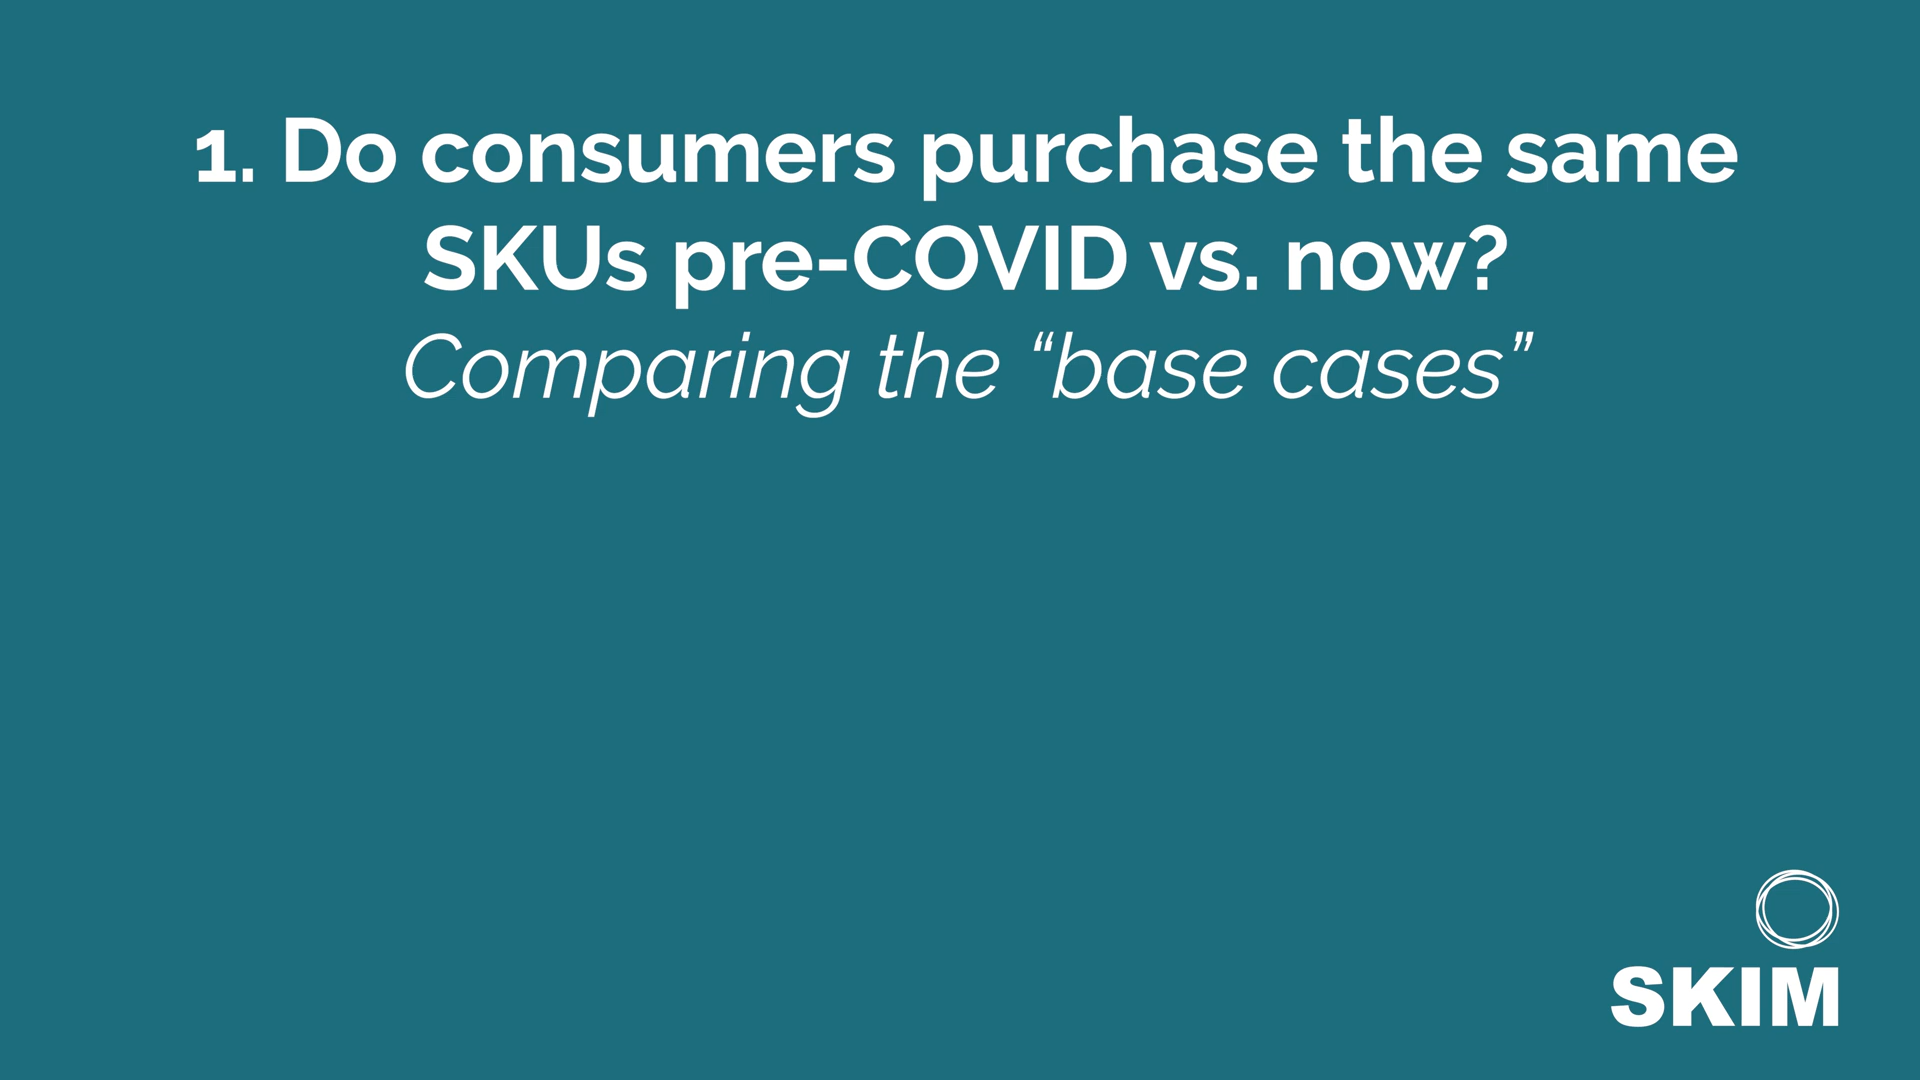 1. Do consumers purchase the same
SKUs pre-COVID vs. now?
Comparing the “base cases”
SKIM